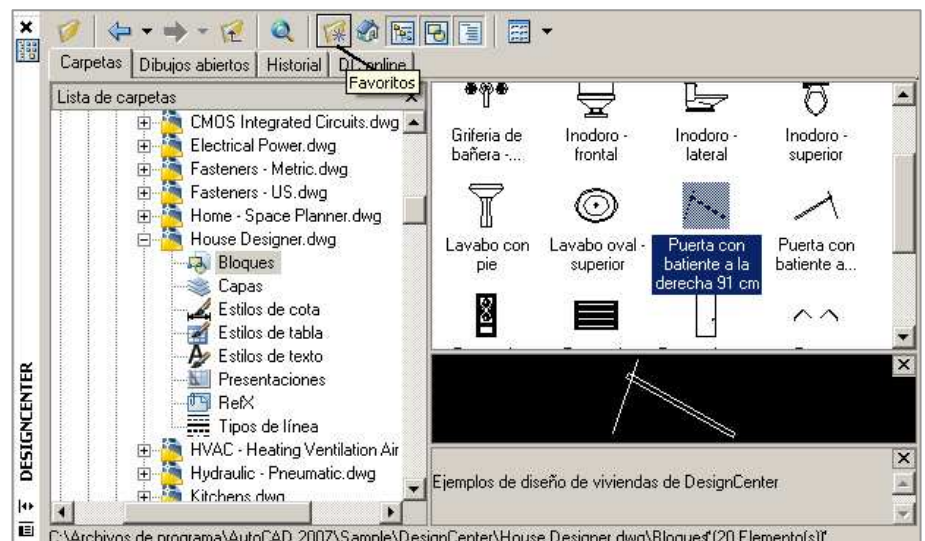 Carpetas Dibujos abiertos Historial DC online
Favoritos
Lista de carpetas
CMOS Integrated Circuits.dwg
Electrical Power.dwg
Fasteners - Metric.dwg
Fasteners - US.dwg
Home - Space Planner.dwg
House Designer.dwg
Bloques
Capas
Estilos de cota
Estilos de tabla
Estilos de texto
Presentaciones
RefX
Tipos de línea
HVAC - Heating Ventilation Air
Hydraulic - Pneumatic.dwg
Kitchens.dwg
Griferia de
bañera -...
Inodoro -
frontal
Inodoro -
lateral
Inodoro -
superior
Lavabo con
pie
Lavabo oval -
superior
Puerta con
batiente a la
derecha 91 cm
Puerta con
batiente a...
Ejemplos de diseño de viviendas de DesignCenter
DESIGNCENTER
C:\Archivos de programa\AutoCAD 2007\Sample\DesignCenter\House Designer.dwg\Bloques"(20 Elemento(s))"